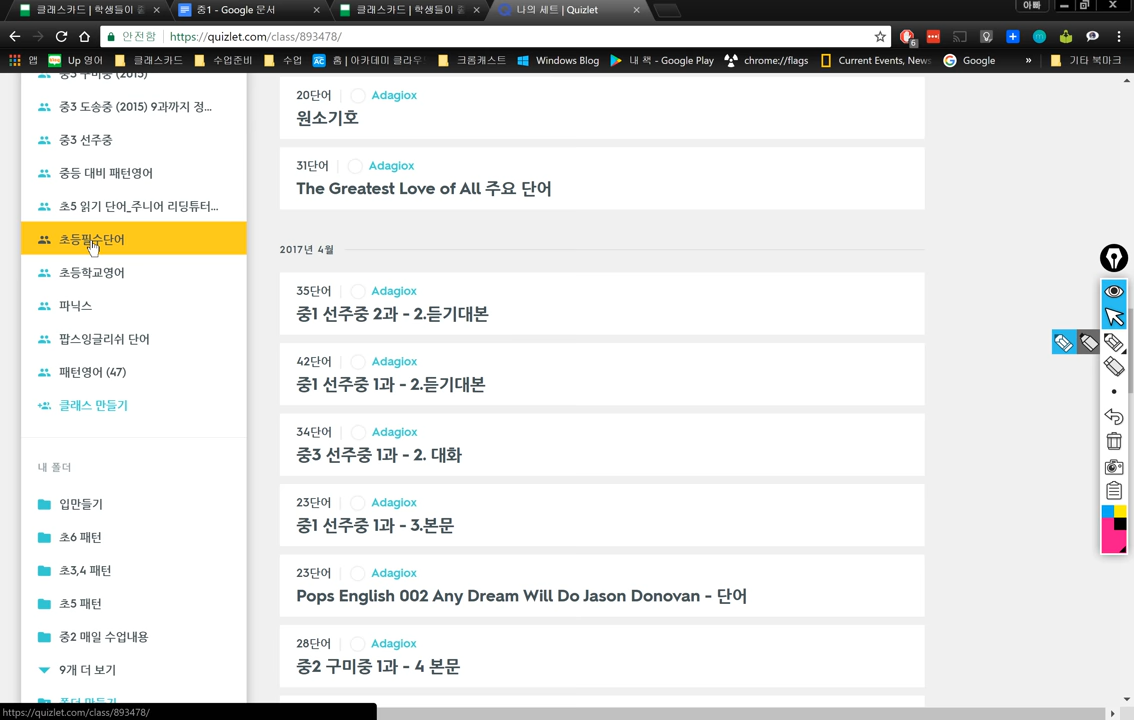 클래스카드 | 학생들이
중1 - Google 문서
클래스카드 | 학생들이
나의 세트 | Quizlet
아빠
안전함 https://quizlet.com/class/893478/
6
앱 Up 영어 클래스카드 수업준비 수업 홈 | 아카데미 클라우 크롬캐스트 Windows Blog 내 책 - Google Play chrome://flags Current Events, News Google » 기타 북마크
중3 구미중 (2015)
중3 도송중 (2015) 9과까지 정...
중3 선주중
중등 대비 패턴영어
초5 읽기 단어_주니어 리딩튜터...
초등필수단어
초등학교영어
파닉스
팝스잉글리쉬 단어
패턴영어 (47)
클래스 만들기
내 폴더
입만들기
초6 패턴
초3,4 패턴
초5 패턴
중2 매일 수업내용
9개 더 보기
폴더 만들기
https://quizlet.com/class/893478/
20단어 Adagiox
원소기호
31단어 Adagiox
The Greatest Love of All 주요 단어
2017년 4월
35단어 Adagiox
중1 선주중 2과 - 2.듣기대본
42단어 Adagiox
중1 선주중 1과 - 2.듣기대본
34단어 Adagiox
중3 선주중 1과 - 2. 대화
23단어 Adagiox
중1 선주중 1과 - 3.본문
23단어 Adagiox
Pops English 002 Any Dream Will Do Jason Donovan - 단어
28단어 Adagiox
중2 구미중 1과 - 4 본문